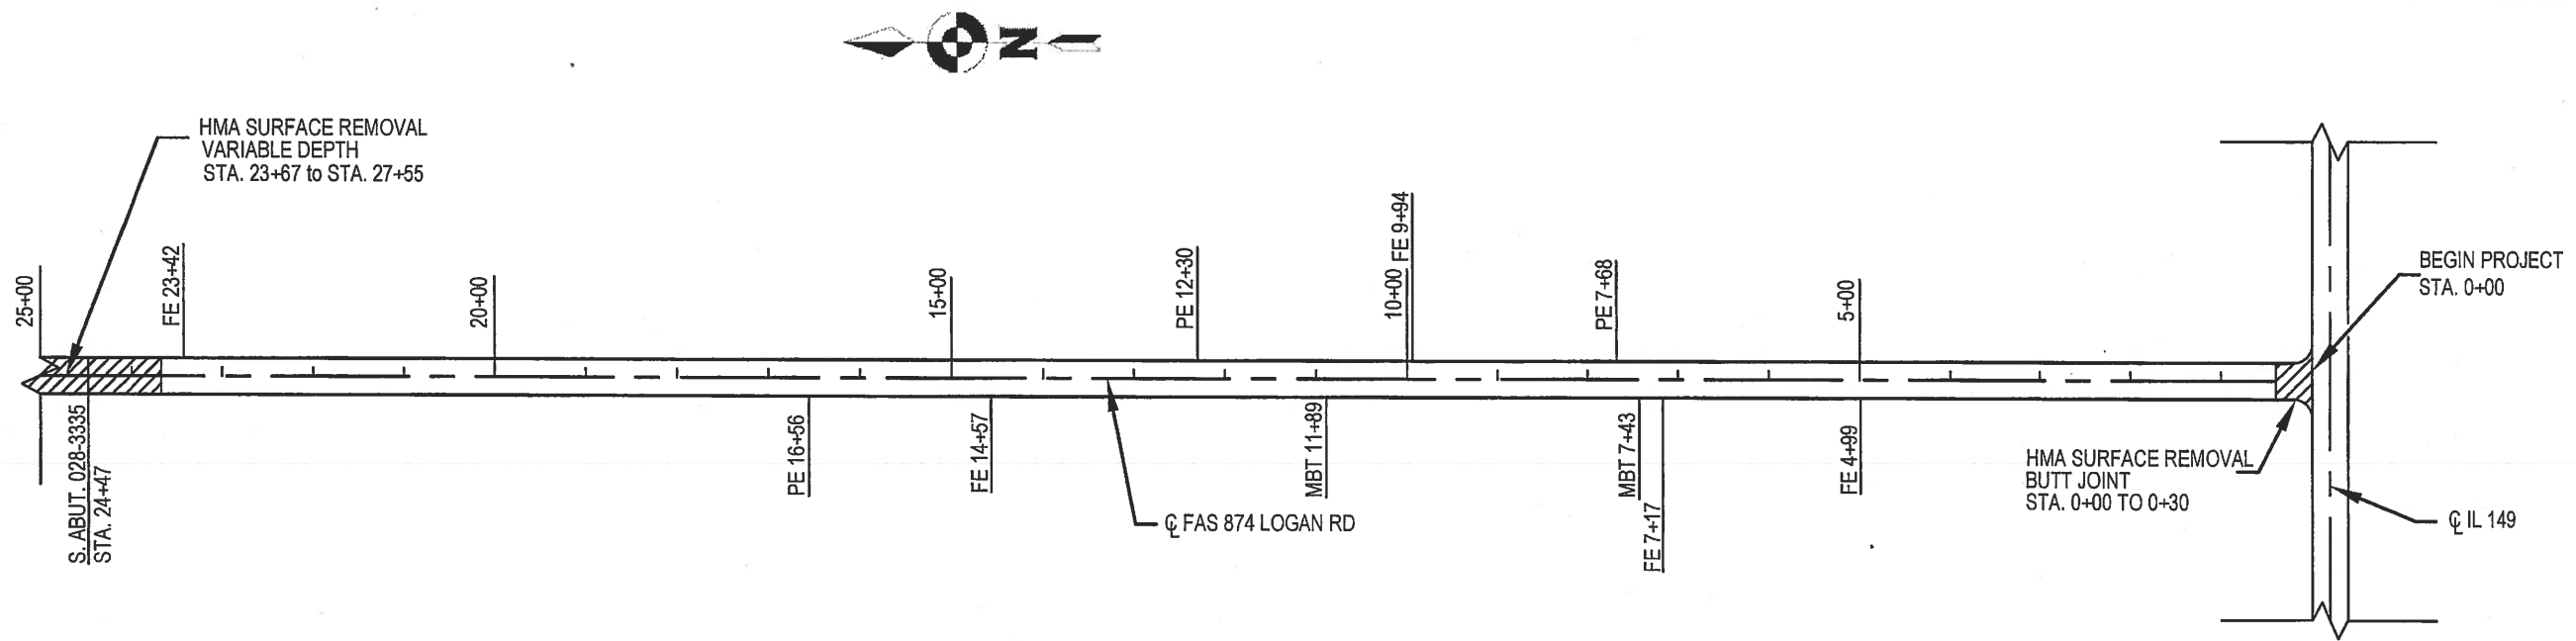 N
HMA SURFACE REMOVAL
VARIABLE DEPTH
STA. 23+67 to STA. 27+55
25+00
FE 23+42
20+00
15+00
PE 12+30
10+00
FE 9+94
PE 7+68
5+00
BEGIN PROJECT
STA. 0+00
S. ABUT. 028-3335
STA. 24+47
PE 16+56
FE 14+57
MBT 11+89
MBT 7+43
FE 7+17
FE 4+99
HMA SURFACE REMOVAL
BUTT JOINT
STA. 0+00 TO 0+30
℄ FAS 874 LOGAN RD
℄ IL 149